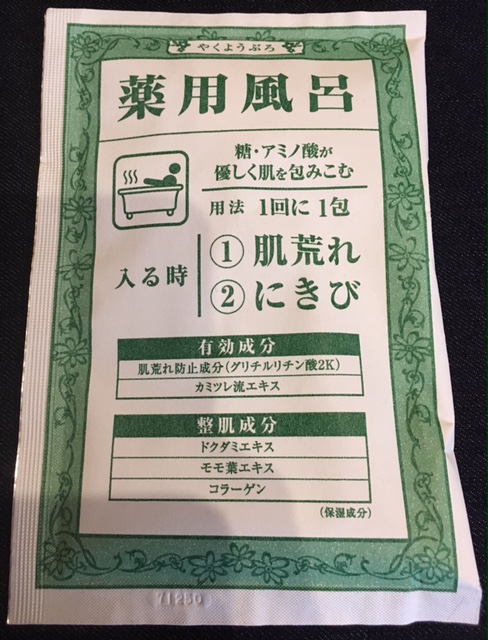 やくようぶろ
薬用風呂
糖・アミノ酸が
優しく肌を包みこむ
用法 1回に1包
入る時
① 肌荒れ
② にきび
有効成分
肌荒れ防止成分(グリチルリチン酸2K)
カミツレ流エキス
整肌成分
ドクダミエキス
モモ葉エキス
コラーゲン
(保湿成分)
71250